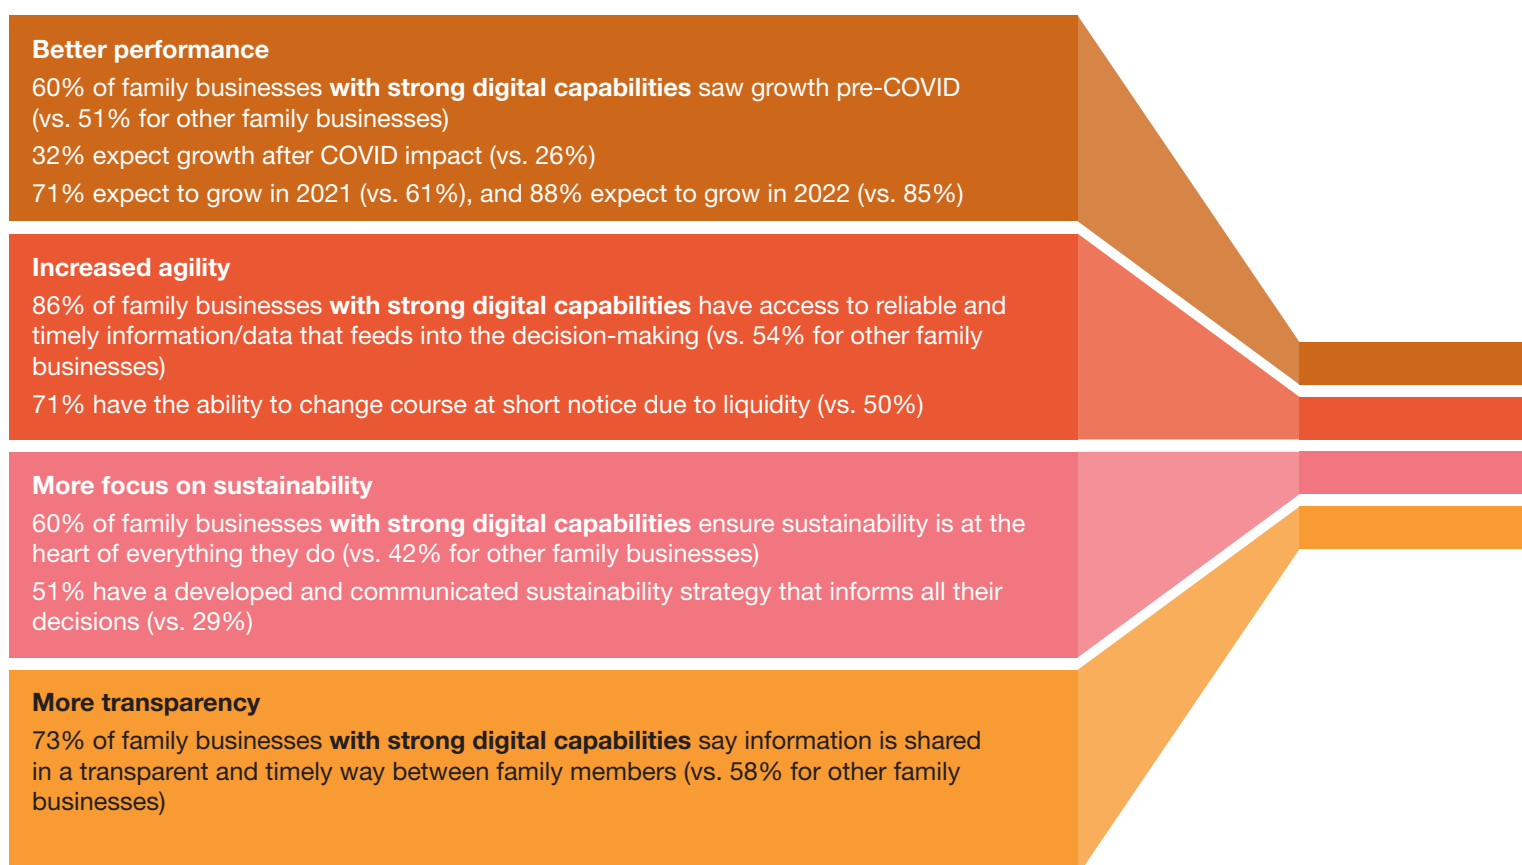 Better performance
60% of family businesses with strong digital capabilities saw growth pre-COVID
(vs. 51% for other family businesses)
32% expect growth after COVID impact (vs. 26%)
71% expect to grow in 2021 (vs. 61%), and 88% expect to grow in 2022 (vs. 85%)
Increased agility
86% of family businesses with strong digital capabilities have access to reliable and
timely information/data that feeds into the decision-making (vs. 54% for other family
businesses)
71% have the ability to change course at short notice due to liquidity (vs. 50%)
More focus on sustainability
60% of family businesses with strong digital capabilities ensure sustainability is at the
heart of everything they do (vs. 42% for other family businesses)
51% have a developed and communicated sustainability strategy that informs all their
decisions (vs. 29%)
More transparency
73% of family businesses with strong digital capabilities say information is shared
in a transparent and timely way between family members (vs. 58% for other family
businesses)